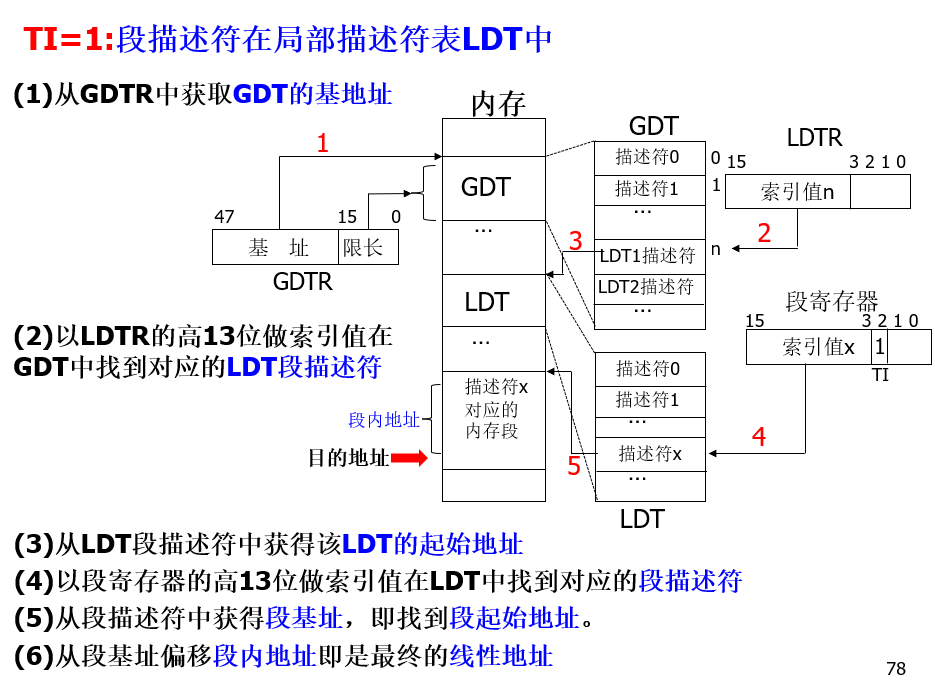 TI=1:段描述符在局部描述符表LDT中
(1)从GDTR中获取GDT的基地址
内存
GDT
LDTR
1
描述符0
0
15
3 2 1 0
GDT
描述符1
1
索引值n
…
47
15
0
…
2
3
基 址
限长
LDT1描述符
n
GDTR
LDT2描述符
LDT
…
段寄存器
15
3 2 1 0
(2)以LDTR的高13位做索引值在
GDT中找到对应的LDT段描述符
…
索引值x
1
TI
描述符0
描述符x
对应的
内存段
描述符1
段内地址
…
4
目的地址
5
描述符x
…
LDT
(3)从LDT段描述符中获得该LDT的起始地址
(4)以段寄存器的高13位做索引值在LDT中找到对应的段描述符
(5)从段描述符中获得段基址，即找到段起始地址。
(6)从段基址偏移段内地址即是最终的线性地址
78